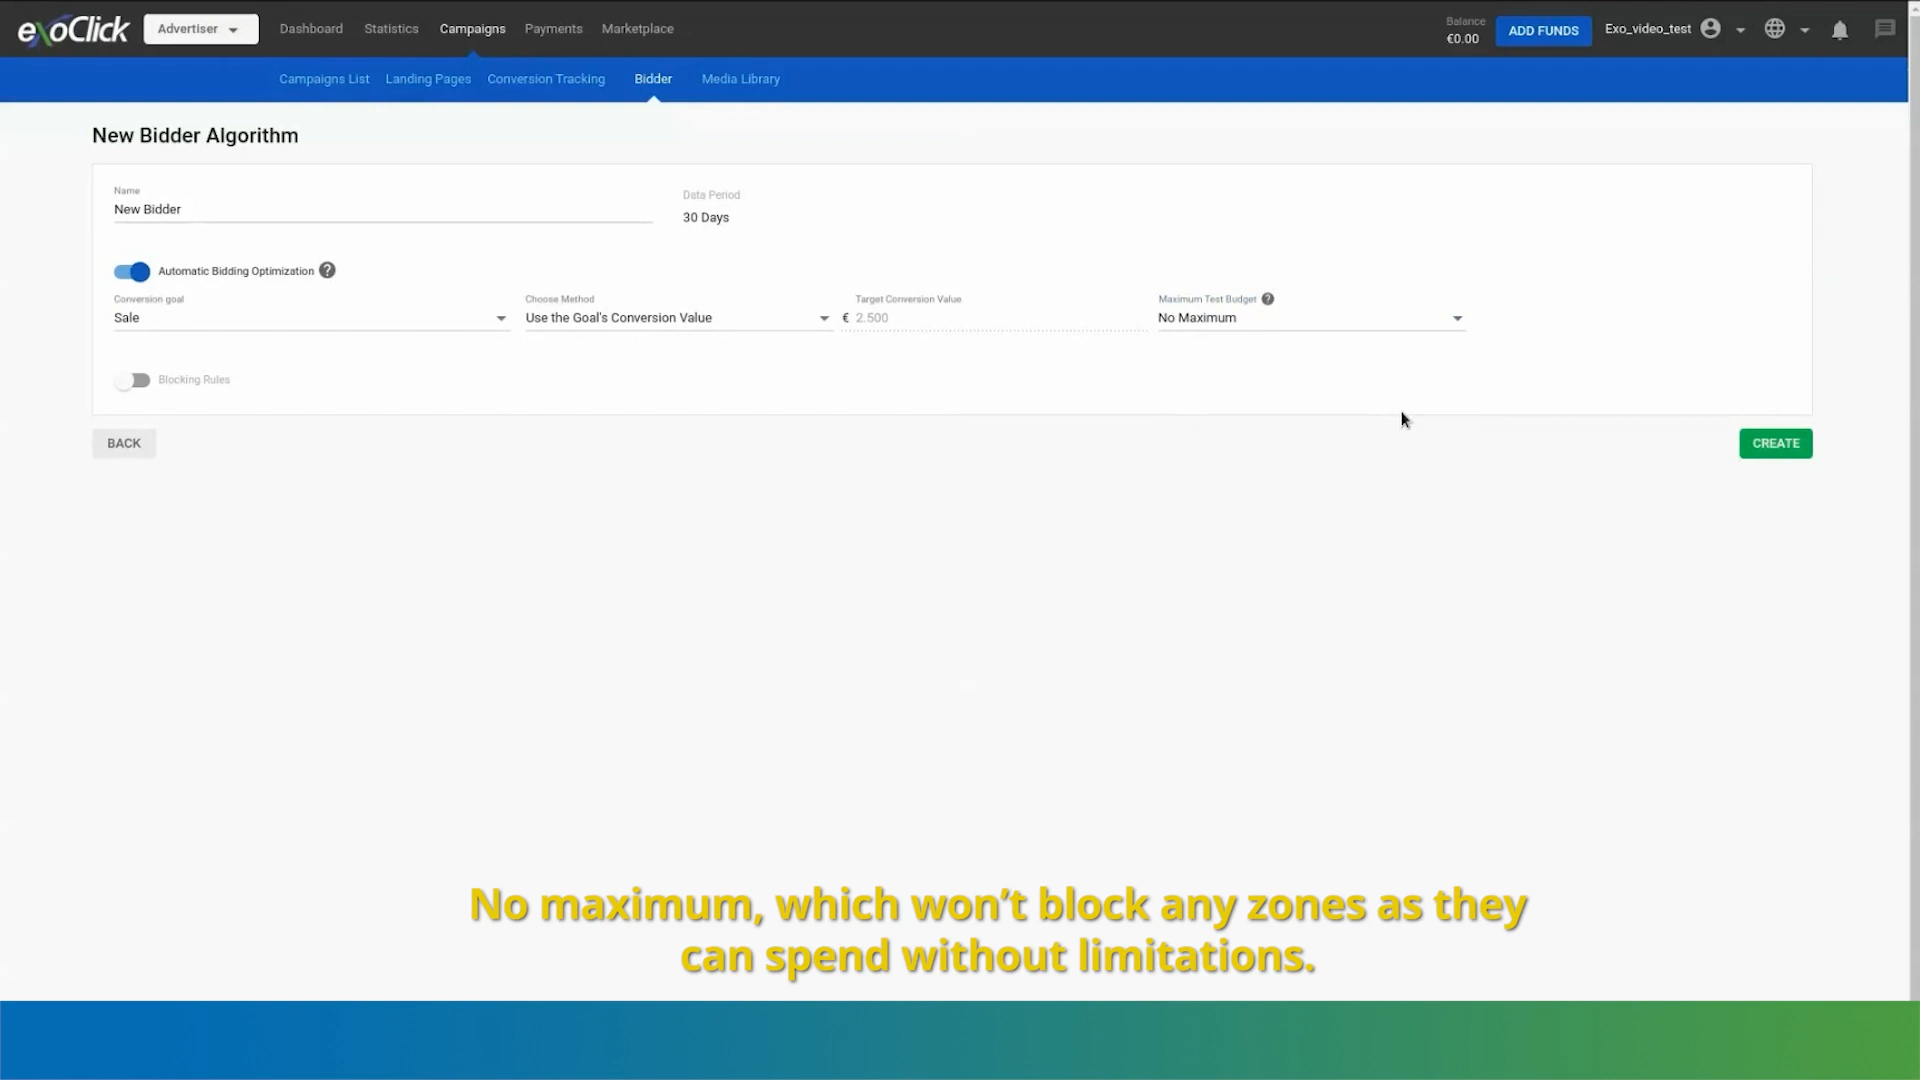 exoClick
Advertiser
Dashboard
Statistics
Campaigns
Payments
Marketplace
Balance
€0.00
ADD FUNDS
Exo_video_test
Campaigns List
Landing Pages
Conversion Tracking
Bidder
Media Library
New Bidder Algorithm
Name
New Bidder
Data Period
30 Days
Automatic Bidding Optimization ?
Conversion goal
Sale
Choose Method
Use the Goal's Conversion Value
Target Conversion Value
€ 2.500
Maximum Test Budget ?
No Maximum
Blocking Rules
BACK
CREATE
No maximum, which won’t block any zones as they
can spend without limitations.